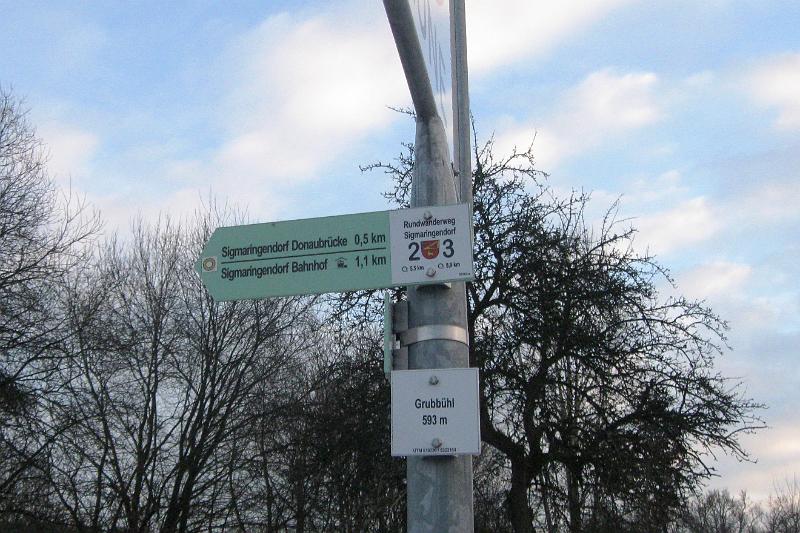 Sigmaringendorf Donaubrücke 0,5 km
Sigmaringendorf Bahnhof 1,1 km
Rundwanderweg
Sigmaringendorf
2 3
5,5 km 8,8 km
Grubbühl
593 m